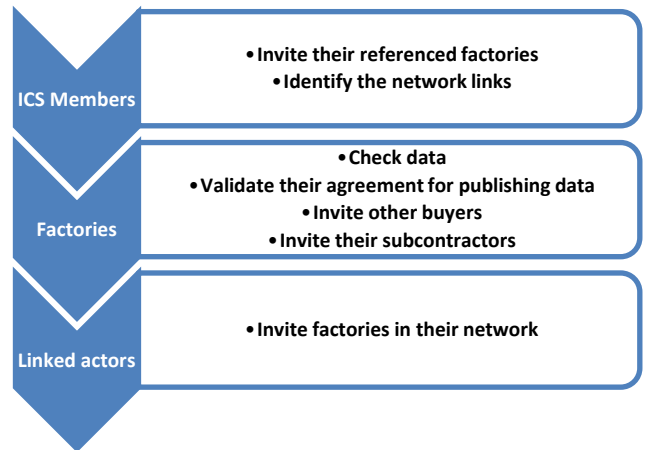 ICS Members
•Invite their referenced factories
•Identify the network links
Factories
•Check data
•Validate their agreement for publishing data
•Invite other buyers
•Invite their subcontractors
Linked actors
•Invite factories in their network